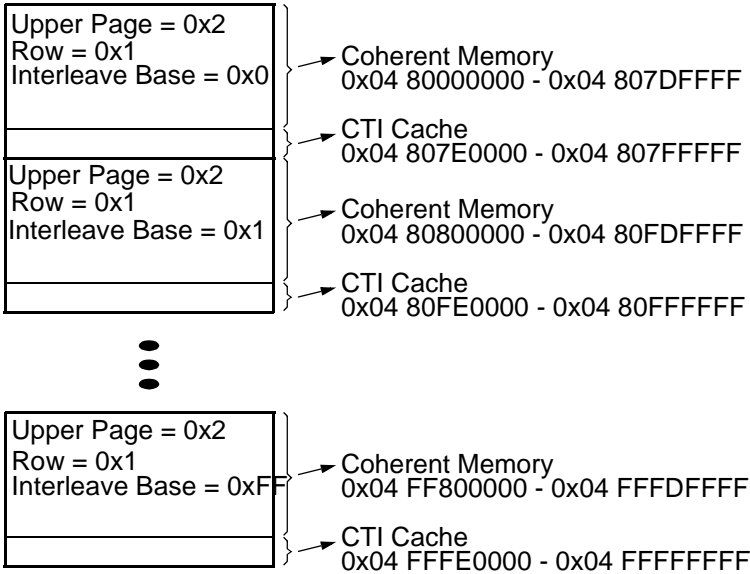 Upper Page = 0x2
Row = 0x1
Interleave Base = 0x0
Coherent Memory
0x04 80000000 - 0x04 807DFFFF
CTI Cache
0x04 807E0000 - 0x04 807FFFFF
Upper Page = 0x2
Row = 0x1
Interleave Base = 0x1
Coherent Memory
0x04 80800000 - 0x04 80FDFFFF
CTI Cache
0x04 80FE0000 - 0x04 80FFFFFF
Upper Page = 0x2
Row = 0x1
Interleave Base = 0xFF
Coherent Memory
0x04 FF800000 - 0x04 FFFDFFFF
CTI Cache
0x04 FFFE0000 - 0x04 FFFFFFFF